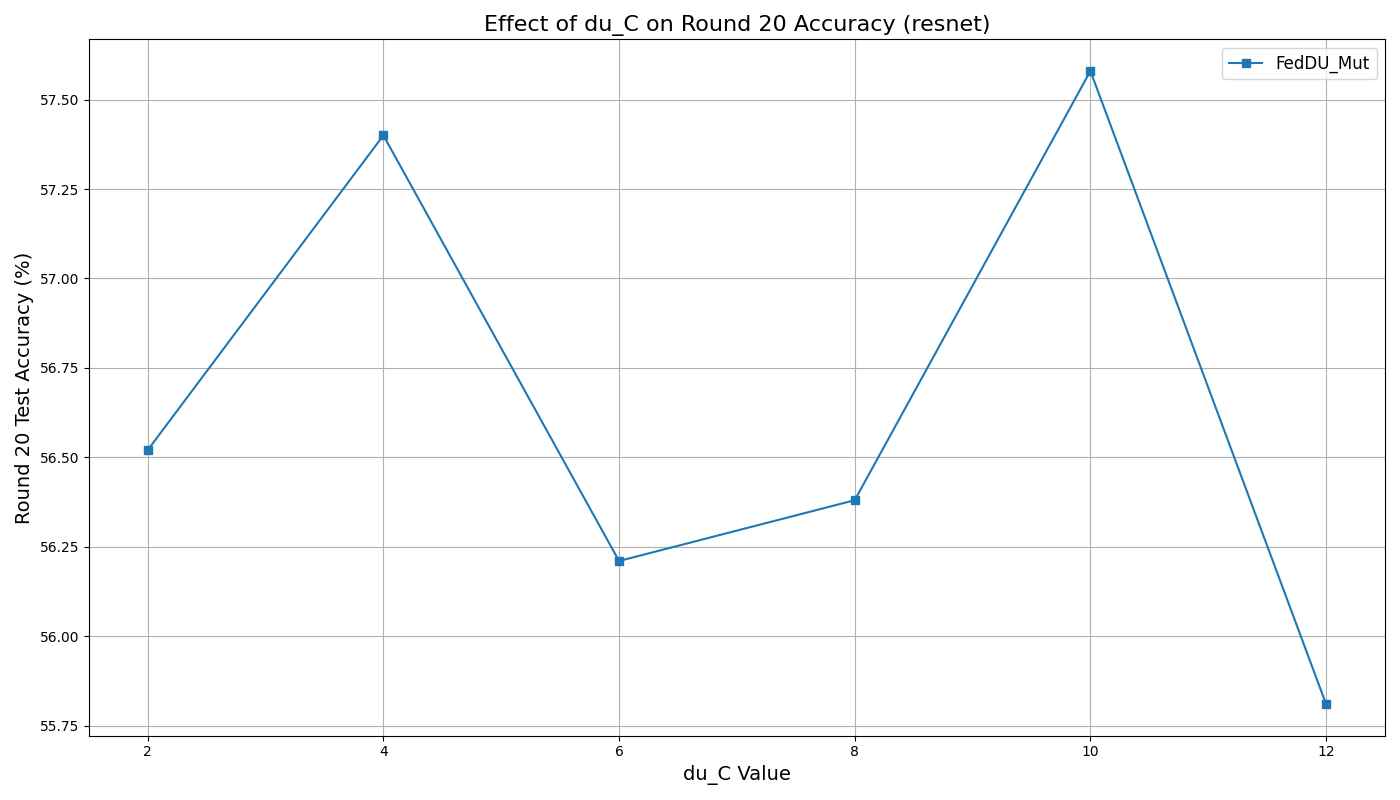 Effect of du_C on Round 20 Accuracy (resnet)
FedDU_Mut
Round 20 Test Accuracy (%)
57.50
57.25
57.00
56.75
56.50
56.25
56.00
55.75
2 4 6 8 10 12
du_C Value